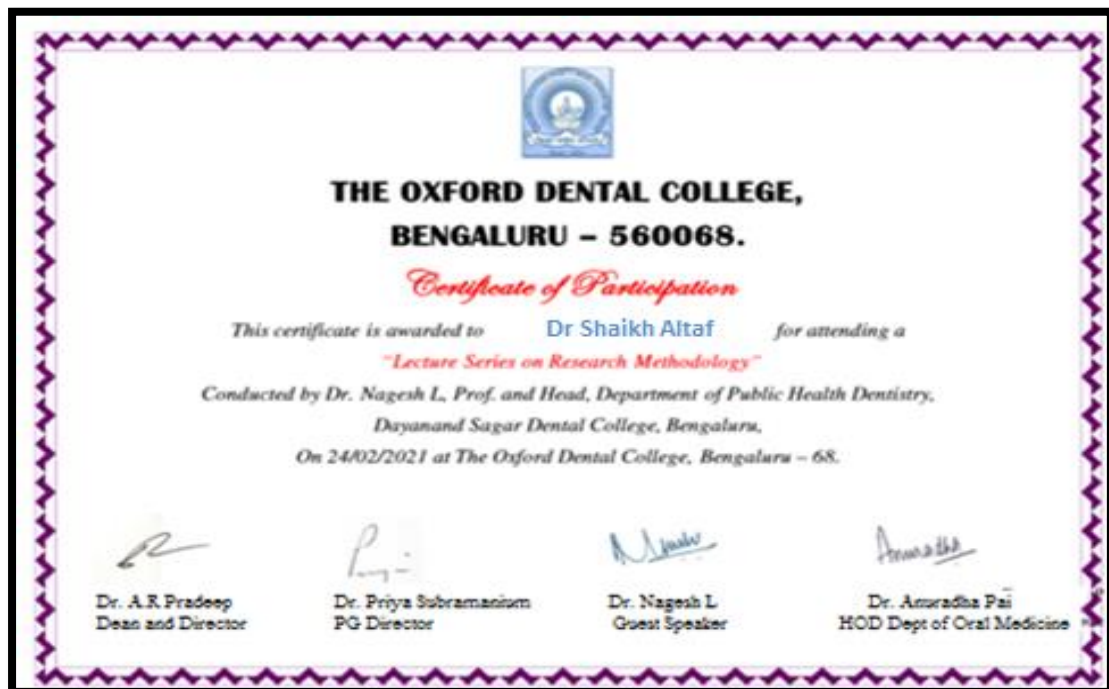 THE OXFORD DENTAL COLLEGE,
BENGALURU – 560068.
Certificate of Participation
This certificate is awarded to Dr Shaikh Altaf for attending a
"Lecture Series on Research Methodology"
Conducted by Dr. Nagesh L, Prof. and Head, Department of Public Health Dentistry,
Dayanand Sagar Dental College, Bengaluru,
On 24/02/2021 at The Oxford Dental College, Bengaluru – 68.
Anuradha
Dr. A.R Pradeep Dr. Priya Subramanium Dr. Nagesh L Dr. Anuradha Pai
Dean and Director PG Director Guest Speaker HOD Dept of Oral Medicine